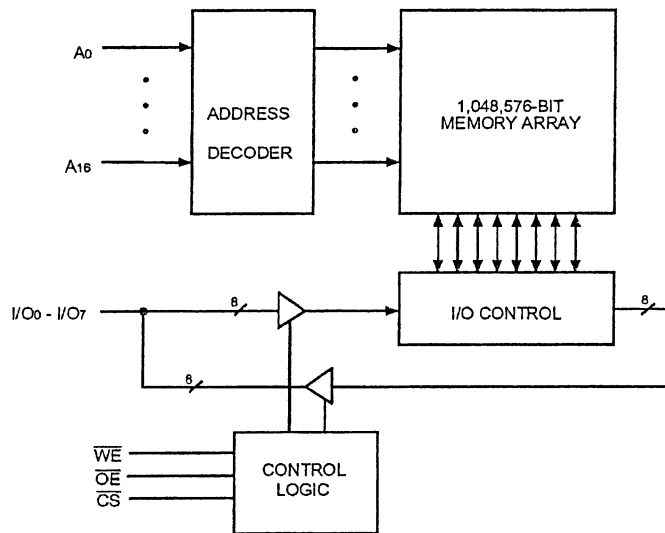 A0
A16
ADDRESS
DECODER
1,048,576-BIT
MEMORY ARRAY
I/O0 - I/O7
8
I/O CONTROL
8
8
WE
OE
CS
CONTROL
LOGIC